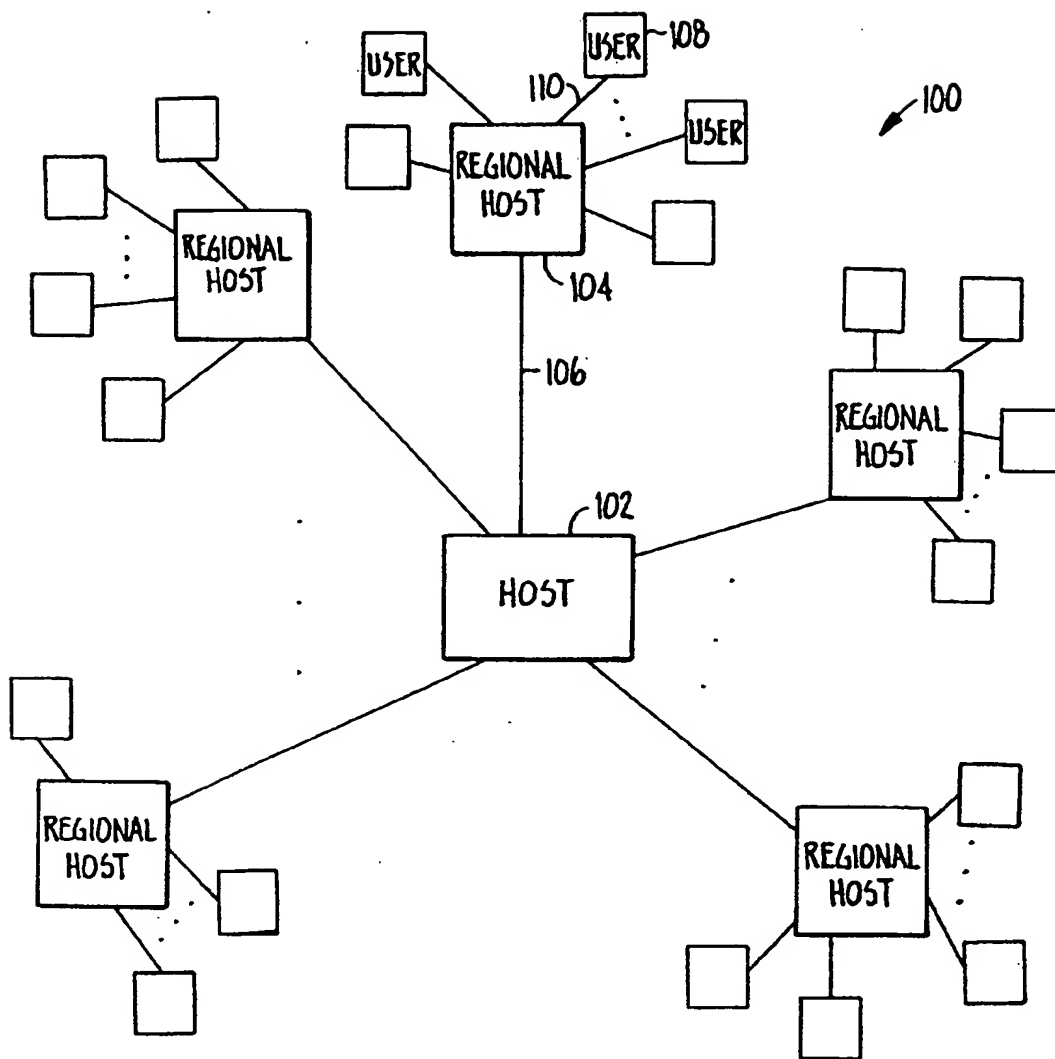 USER
USER
108
110
100
USER
REGIONAL
HOST
REGIONAL
HOST
104
106
REGIONAL
HOST
102
HOST
REGIONAL
HOST
REGIONAL
HOST